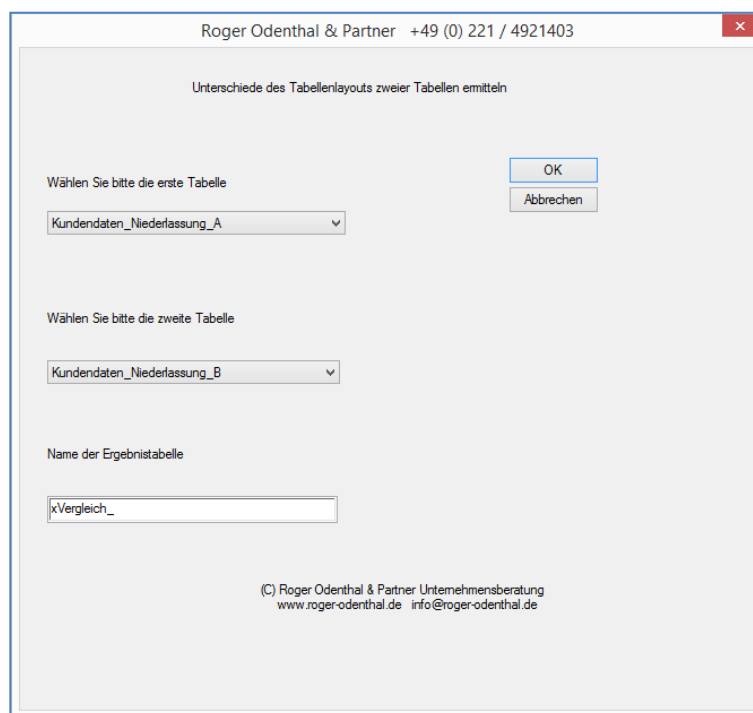 Roger Odenthal & Partner +49 (0) 221 / 4921403
Unterschiede des Tabellenlayouts zweier Tabellen ermitteln
Wählen Sie bitte die erste Tabelle
OK
Abbrechen
Kundendaten_Niederlassung_A
Wählen Sie bitte die zweite Tabelle
Kundendaten_Niederlassung_B
Name der Ergebnistabelle
xVergleich_
(C) Roger Odenthal & Partner Unternehmensberatung
www.roger-odenthal.de info@roger-odenthal.de